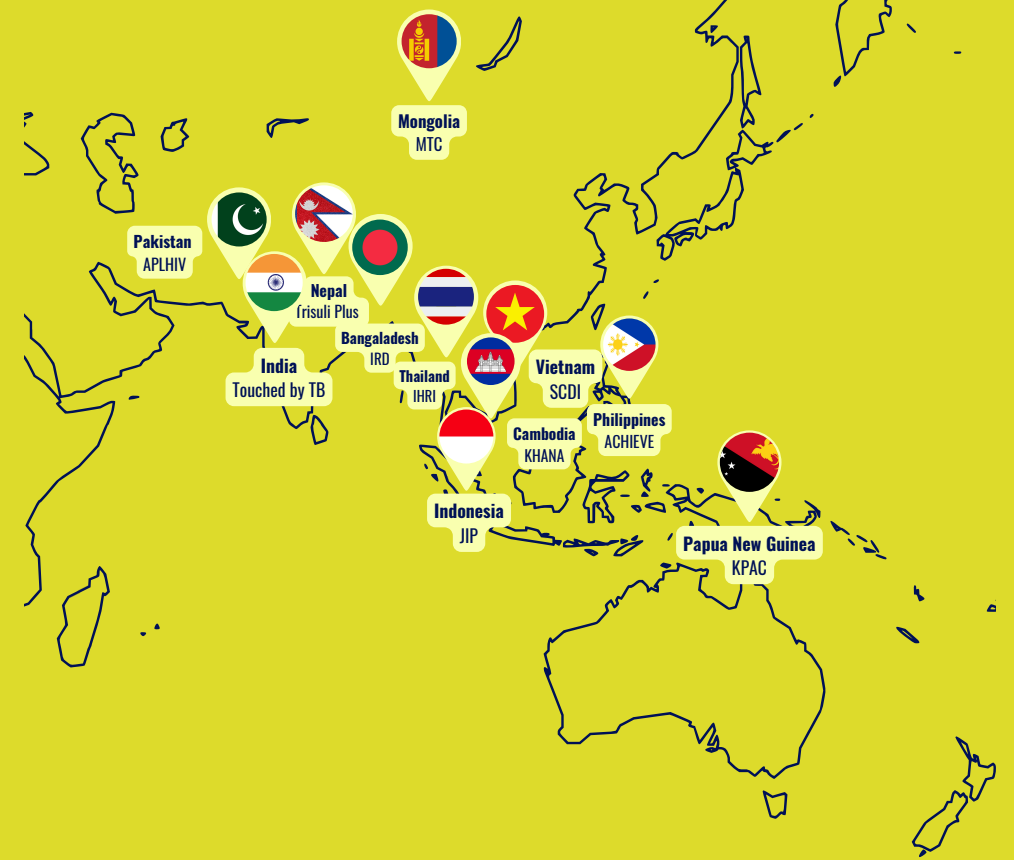 Mongolia
MTC
Pakistan
APLHIV
Nepal
Trisuli Plus
Bangaladesh
IRD
India
Touched by TB
Thailand
IHRI
Vietnam
SCDI
Philippines
ACHIEVE
Cambodia
KHANA
Indonesia
JIP
Papua New Guinea
KPAC